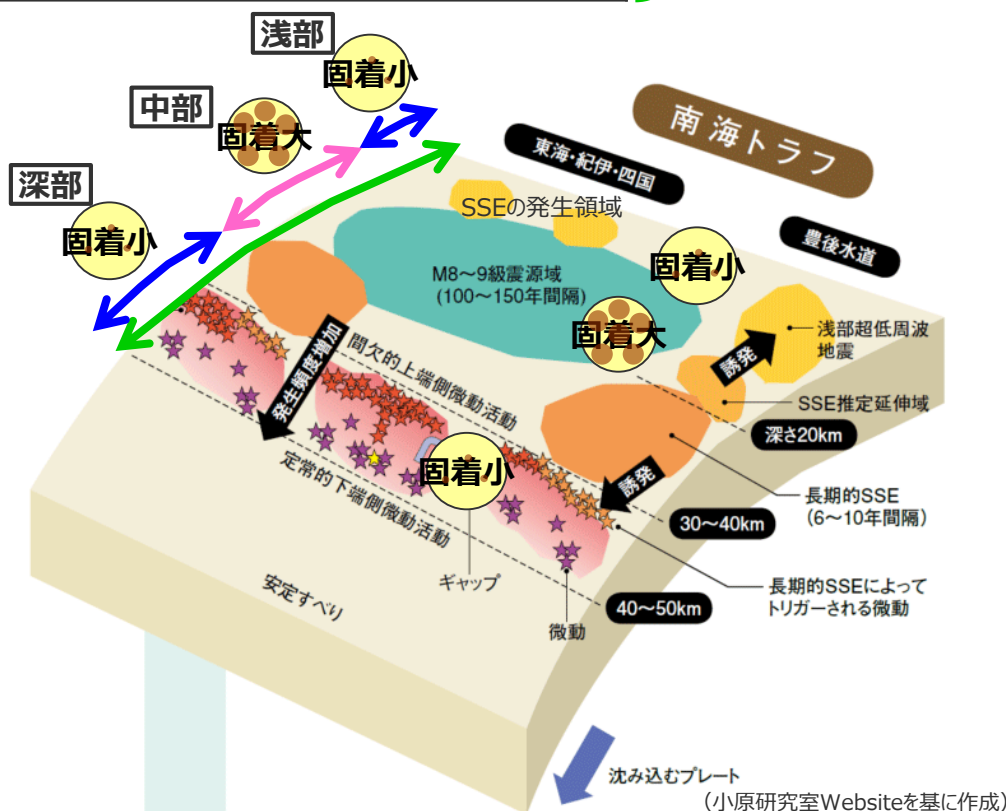 浅部
固着小
中部
固着大
深部
固着小
南海トラフ
東海・紀伊・四国
豊後水道
SSEの発生領域
固着小
M8～9級震源域
(100～150年間隔)
固着大
浅部超低周波
地震
誘発
SSE推定延伸域
深さ20km
発生頻度増加
間欠的上端側微動活動
定常的下端側微動活動
固着小
誘発
長期的SSE
(6～10年間隔)
30～40km
ギャップ
安定すべり
長期的SSEによって
トリガーされる微動
40～50km
微動
沈み込むプレート
(小原研究室Websiteを基に作成)